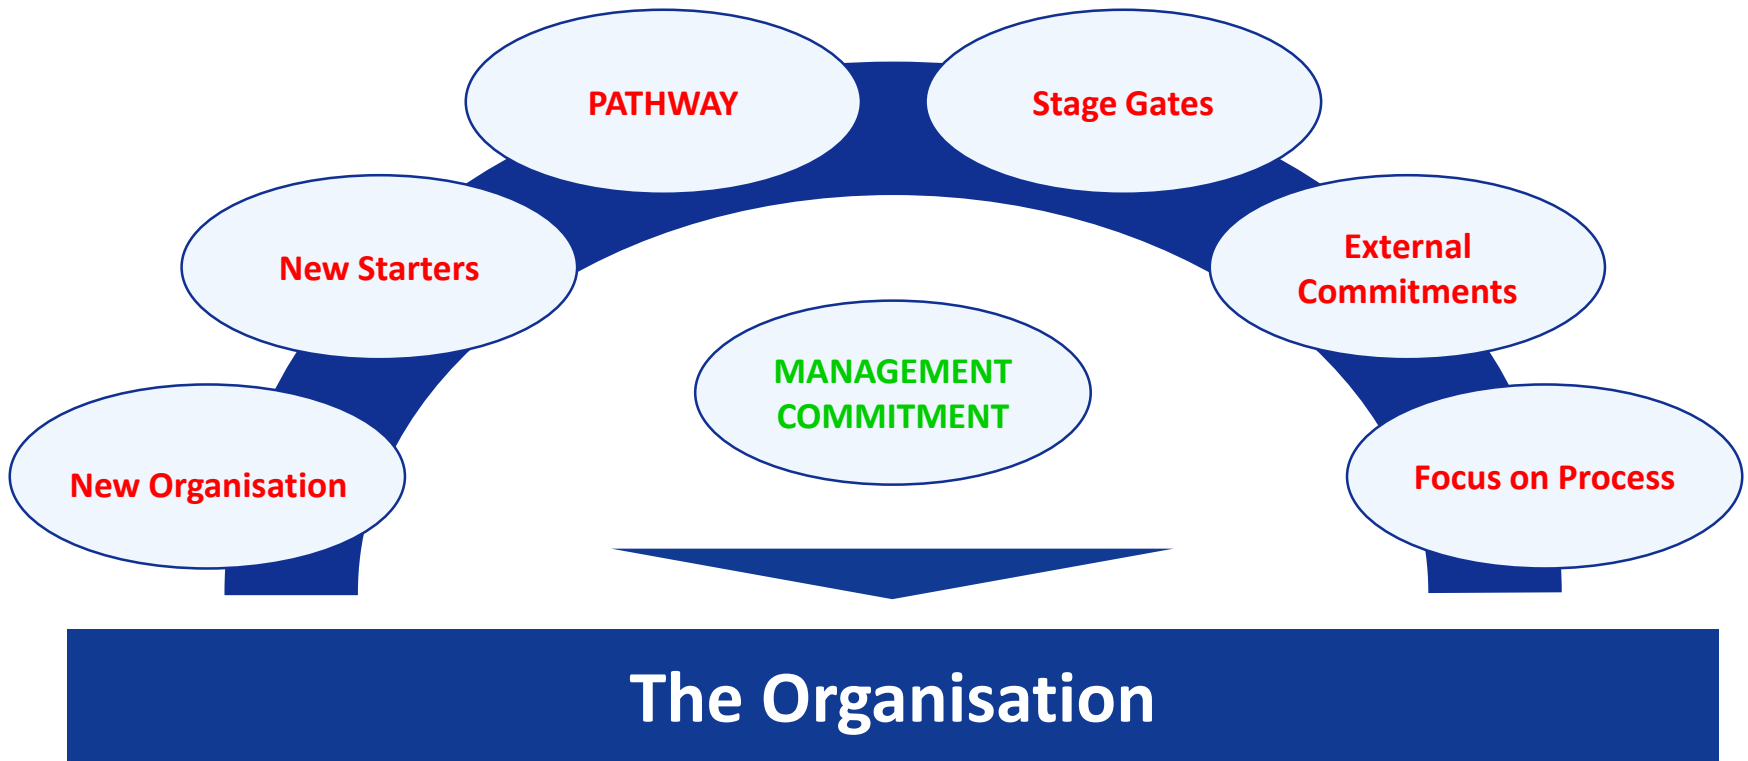 PATHWAY
Stage Gates
New Starters
External
Commitments
MANAGEMENT
COMMITMENT
New Organisation
Focus on Process
The Organisation